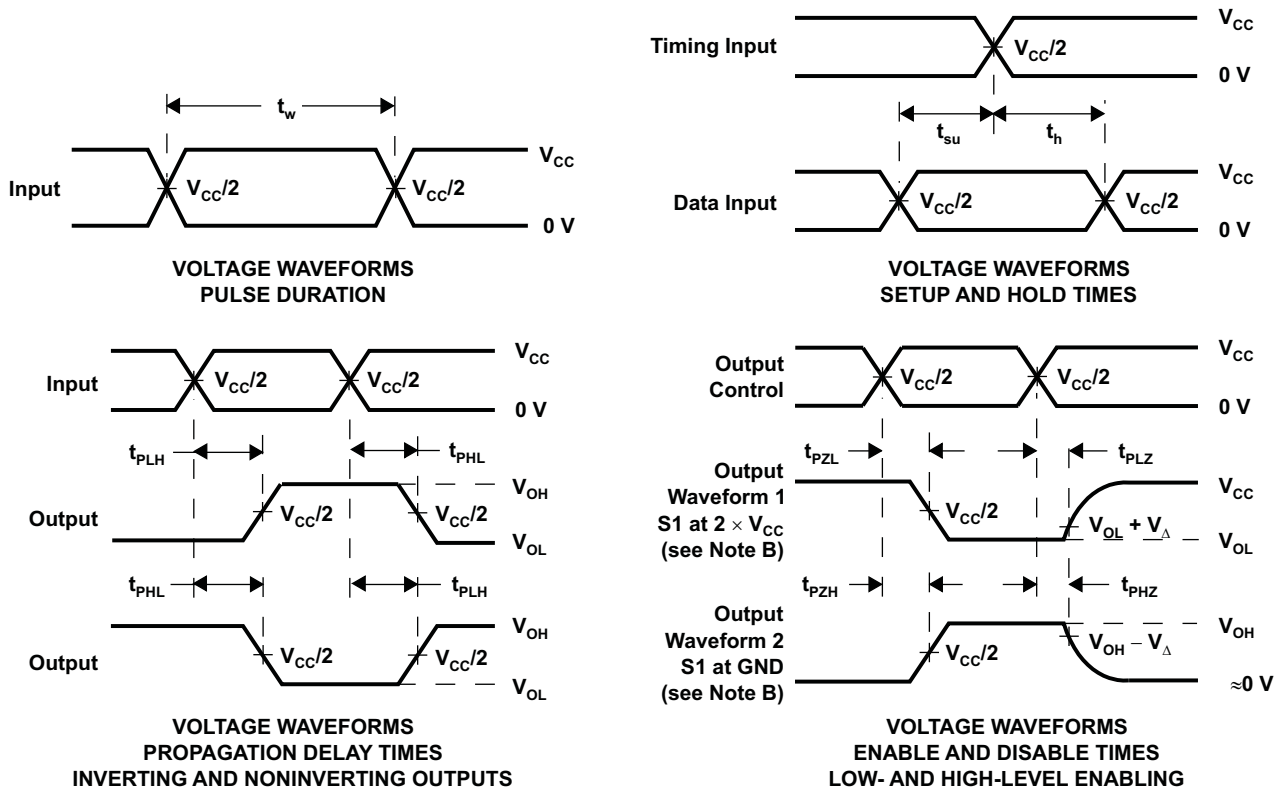 t_w
Input
V_CC/2
V_CC/2
V_CC
0 V
VOLTAGE WAVEFORMS
PULSE DURATION
Timing Input
V_CC/2
V_CC
0 V
t_su
t_h
Data Input
V_CC/2
V_CC/2
V_CC
0 V
VOLTAGE WAVEFORMS
SETUP AND HOLD TIMES
Input
V_CC/2
V_CC/2
V_CC
0 V
t_PLH
t_PHL
Output
V_CC/2
V_CC/2
V_OH
V_OL
t_PHL
t_PLH
Output
V_CC/2
V_CC/2
V_OH
V_OL
VOLTAGE WAVEFORMS
PROPAGATION DELAY TIMES
INVERTING AND NONINVERTING OUTPUTS
Output
Control
V_CC/2
V_CC/2
V_CC
0 V
t_PZL
t_PLZ
Output
Waveform 1
S1 at 2 × V_CC
(see Note B)
V_CC/2
V_OL + V_Δ
V_CC
V_OL
t_PZH
t_PHZ
Output
Waveform 2
S1 at GND
(see Note B)
V_CC/2
V_OH − V_Δ
V_OH
≈0 V
VOLTAGE WAVEFORMS
ENABLE AND DISABLE TIMES
LOW- AND HIGH-LEVEL ENABLING